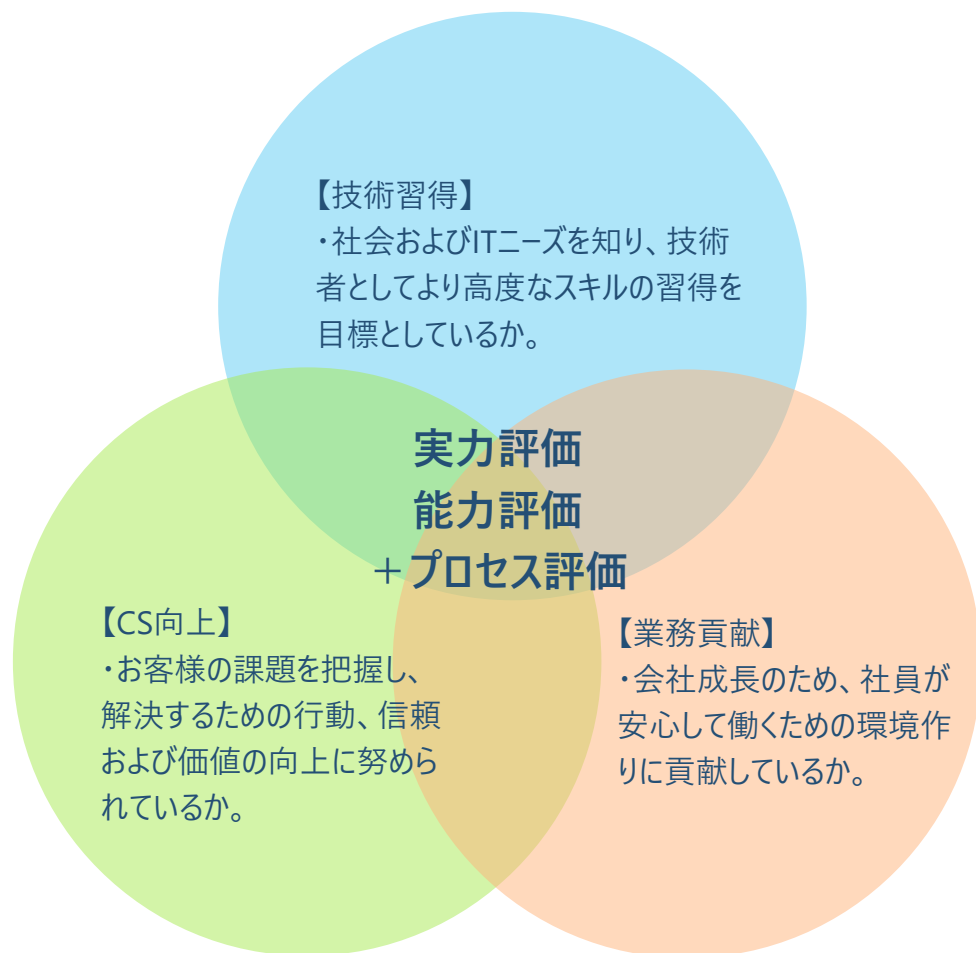 【技術習得】
・社会およびITニーズを知り、技術
者としてより高度なスキルの習得を
目標としているか。
実力評価
能力評価
＋プロセス評価
【CS向上】
・お客様の課題を把握し、
解決するための行動、信頼
および価値の向上に努めら
れているか。
【業務貢献】
・会社成長のため、社員が
安心して働くための環境作
りに貢献しているか。